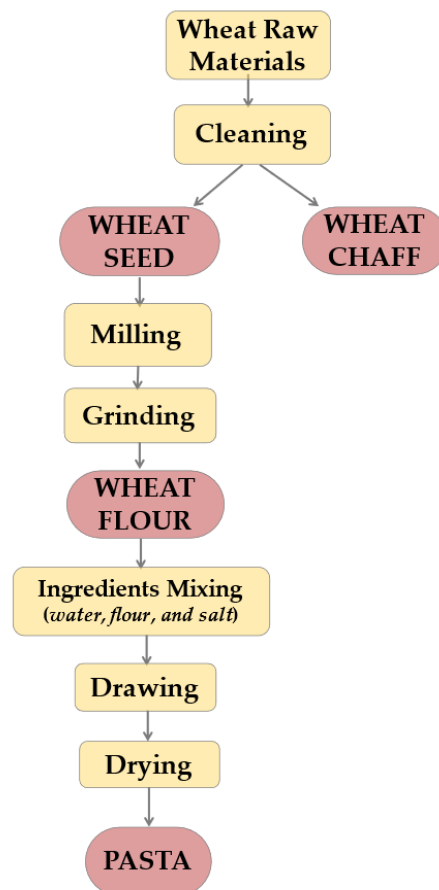 Wheat Raw
Materials
Cleaning
WHEAT
SEED
WHEAT
CHAFF
Milling
Grinding
WHEAT
FLOUR
Ingredients Mixing
(water, flour, and salt)
Drawing
Drying
PASTA